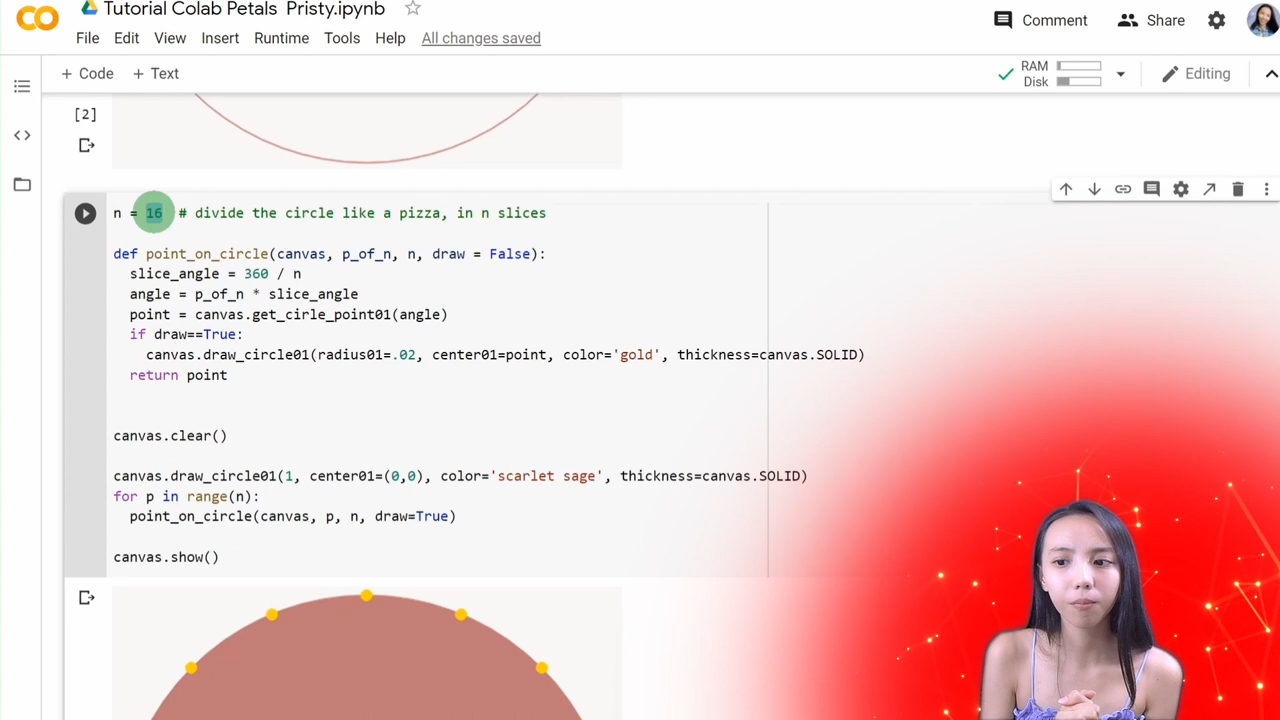 Tutorial Colab Petals Pristy.ipynb
File Edit View Insert Runtime Tools Help All changes saved
Comment Share
+ Code + Text
RAM
Disk
Editing
[2]
n = 16 # divide the circle like a pizza, in n slices
def point_on_circle(canvas, p_of_n, n, draw = False):
slice_angle = 360 / n
angle = p_of_n * slice_angle
point = canvas.get_cirle_point01(angle)
if draw==True:
canvas.draw_circle01(radius01=.02, center01=point, color='gold', thickness=canvas.SOLID)
return point
canvas.clear()
canvas.draw_circle01(1, center01=(0,0), color='scarlet sage', thickness=canvas.SOLID)
for p in range(n):
point_on_circle(canvas, p, n, draw=True)
canvas.show()